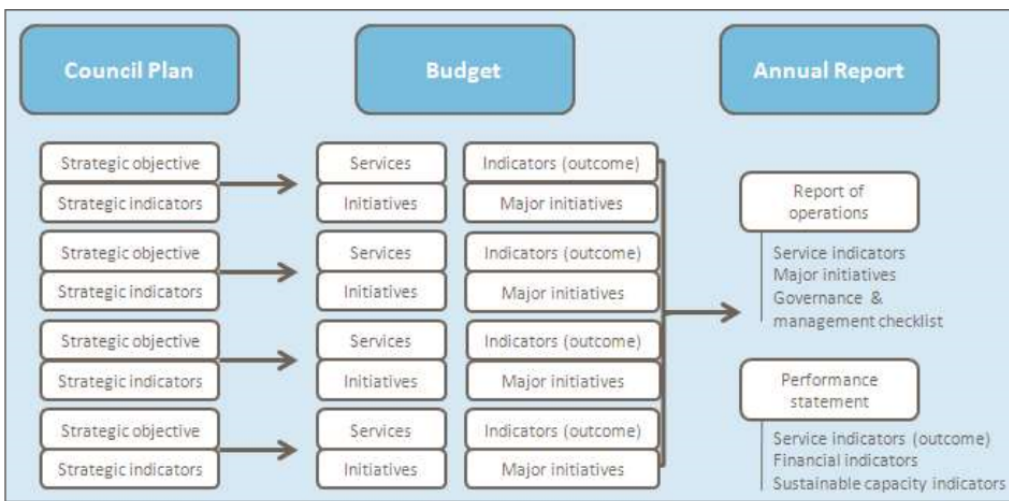 Council Plan
Budget
Annual Report
Strategic objective
Strategic indicators
Services
Initiatives
Indicators (outcome)
Major initiatives
Strategic objective
Strategic indicators
Services
Initiatives
Indicators (outcome)
Major initiatives
Strategic objective
Strategic indicators
Services
Initiatives
Indicators (outcome)
Major initiatives
Strategic objective
Strategic indicators
Services
Initiatives
Indicators (outcome)
Major initiatives
Report of
operations
Service indicators
Major initiatives
Governance &
management checklist
Performance
statement
Service indicators (outcome)
Financial indicators
Sustainable capacity indicators